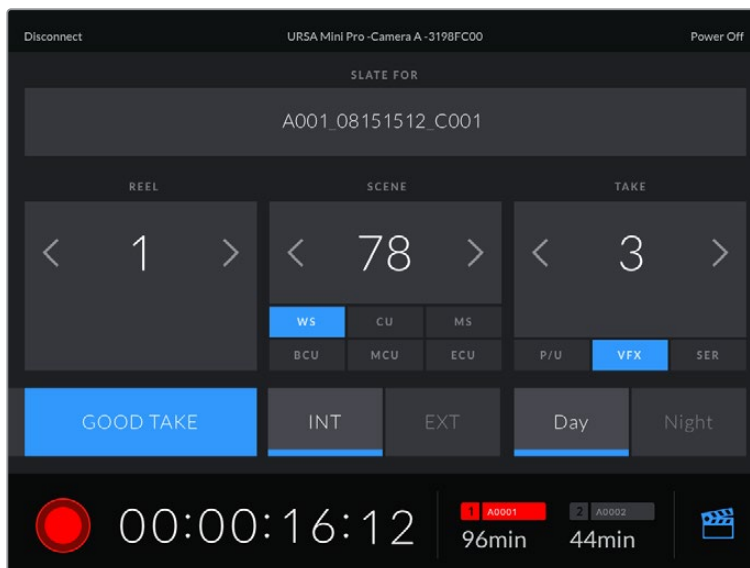 Disconnect URSA Mini Pro -Camera A -3198FC00 Power Off
SLATE FOR
A001_08151512_C001
REEL SCENE TAKE
< 1 > < 78 > < 3 >
WS CU MS
BCU MCU ECU P/U VFX SER
GOOD TAKE INT EXT Day Night
00:00:16:12 1 A0001 2 A0002
96min 44min